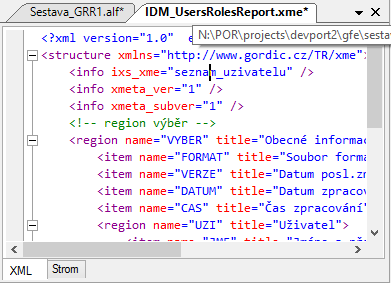 Sestava_GRR1.alf*
IDM_UsersRolesReport.xme*
N:\POR\projects\devport2\gfe\sesta
<?xml version="1.0"
<structure xmlns="http://www.gordic.cz/TR/xme"
<info ixs_xme="seznam_uzivatelu" />
<info xmeta_ver="1" />
<info xmeta_subver="1" />
<!-- region výběr -->
<region name="VYBER" title="Obecné informac
<item name="FORMAT" title="Soubor forma
<item name="VERZE" title="Datum posl.zm
<item name="DATUM" title="Datum zpracov
<item name="CAS" title="Čas zpracování"
<region name="UZI" title="Uživatel">
XML
Strom